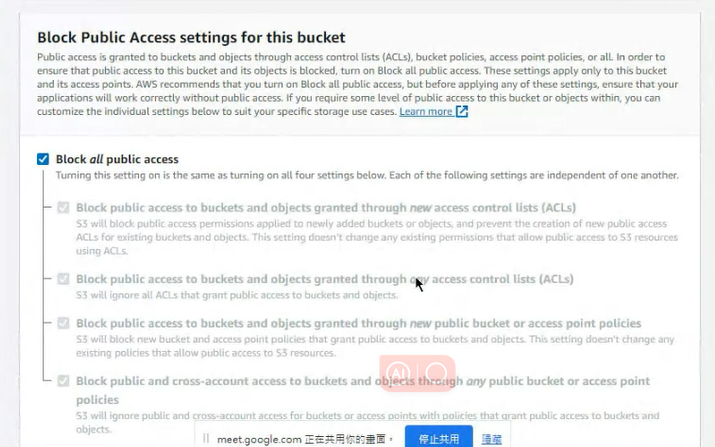 Block Public Access settings for this bucket
Public access is granted to buckets and objects through access control lists (ACLs), bucket policies, access point policies, or all. In order to
ensure that public access to this bucket and its objects is blocked, turn on Block all public access. These settings apply only to this bucket
and its access points. AWS recommends that you turn on Block all public access, but before applying any of these settings, ensure that your
applications will work correctly without public access. If you require some level of public access to this bucket or objects within, you can
customize the individual settings below to suit your specific storage use cases. Learn more
Block all public access
Turning this setting on is the same as turning on all four settings below. Each of the following settings are independent of one another.
Block public access to buckets and objects granted through new access control lists (ACLs)
S3 will block public access permissions applied to newly added buckets or objects, and prevent the creation of new public access
ACLs for existing buckets and objects. This setting doesn't change any existing permissions that allow public access to S3 resources
using ACLs.
Block public access to buckets and objects granted through any access control lists (ACLs)
S3 will ignore all ACLs that grant public access to buckets and objects.
Block public access to buckets and objects granted through new public bucket or access point policies
S3 will block new bucket and access point policies that grant public access to buckets and objects. This setting doesn't change any
existing policies that allow public access to S3 resources.
Block public and cross-account access to buckets and objects through any public bucket or access point
policies
S3 will ignore public and cross-account access for buckets or access points with policies that grant public access to buckets and
objects.
meet.google.com 正在共用你的畫面。
停止共用
隱藏